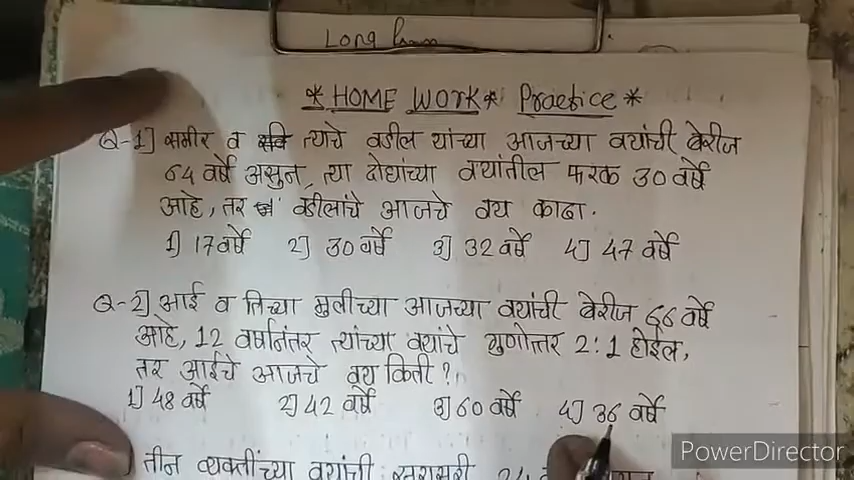 Long
* HOME WORK * Practice *
Q-1] समीर व त्याचे वडील यांच्या आजच्या वयांची बेरीज
64 वर्षे असुन, त्या दोघांच्या वयांतील फरक 30 वर्षे
आहे, तर वडीलांचे आजचे वय काढा.
1] 17 वर्षे 2] 30 वर्षे 3] 32 वर्षे 4] 47 वर्षे
Q-2] आई व तिच्या मुलीच्या आजच्या वयांची बेरीज 66 वर्षे
आहे, 12 वर्षानंतर त्यांच्या वयांचे गुणोत्तर 2:1 होईल,
तर आईचे आजचे वय किती?
1] 48 वर्षे 2] 42 वर्षे 3] 60 वर्षे 4] 36 वर्षे
तीन व्यक्तींच्या वयांची सरासरी 24
PowerDirector